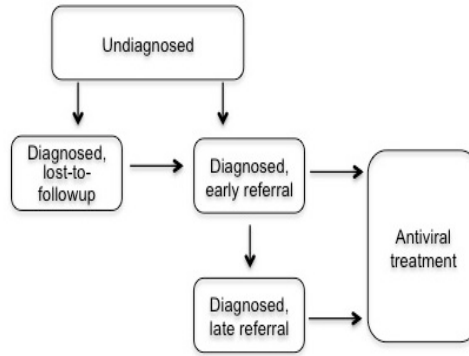 Undiagnosed
Diagnosed,
lost-to-
followup
Diagnosed,
early referral
Antiviral
treatment
Diagnosed,
late referral